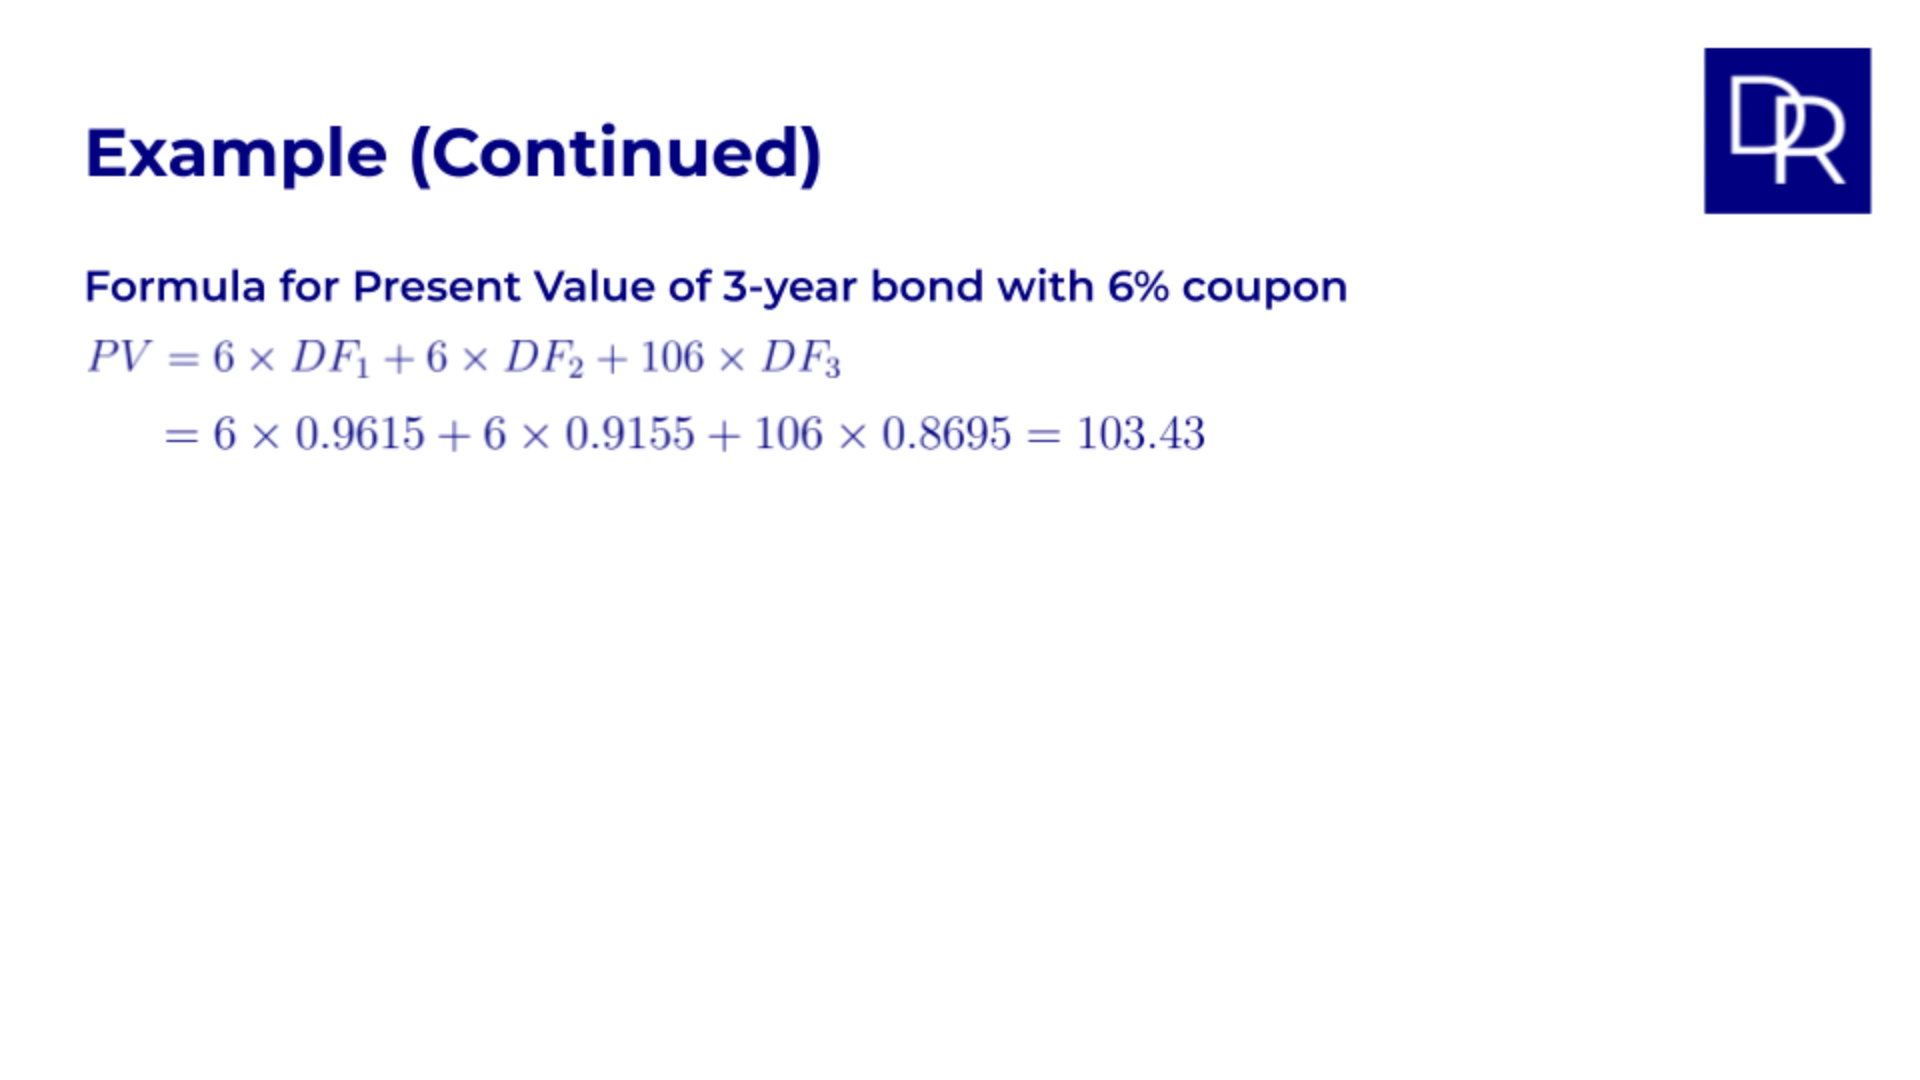 DR
Example (Continued)
Formula for Present Value of 3-year bond with 6% coupon
PV = 6 × DF₁ + 6 × DF₂ + 106 × DF₃
= 6 × 0.9615 + 6 × 0.9155 + 106 × 0.8695 = 103.43